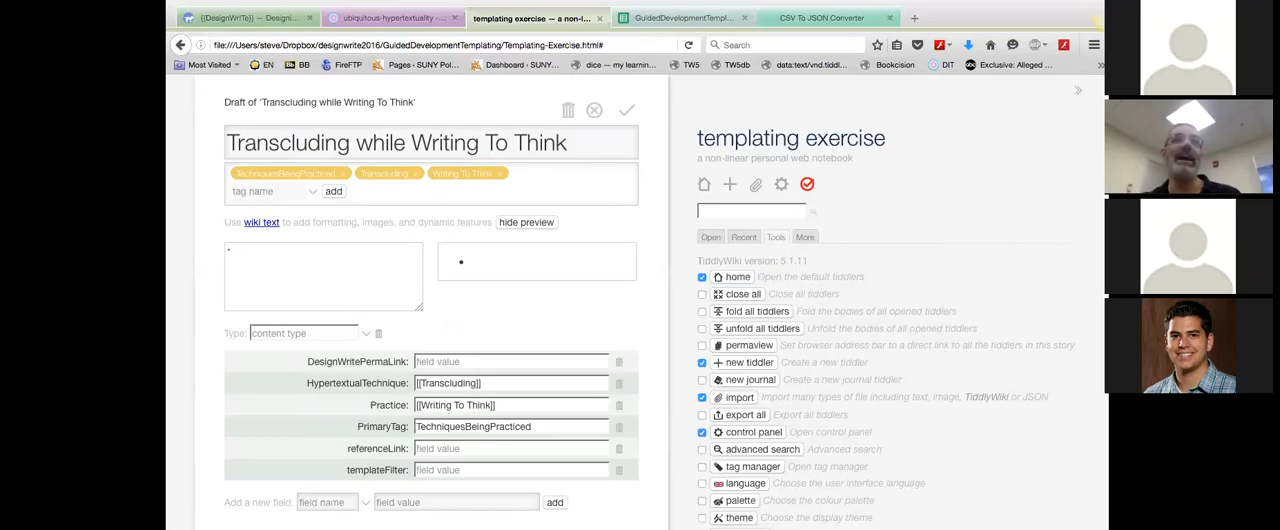 {{DesignWriTe}} — Designi...
ubiquitous-hypertextuality -...
templating exercise — a non-l...
GuidedDevelopmentTempl...
CSV To JSON Converter
file:///Users/steve/Dropbox/designwrite2016/GuidedDevelopmentTemplating/Templating-Exercise.html#
Search
Most Visited
EN
BB
FireFTP
Pages ‹ SUNY Pol...
Dashboard ‹ SUNY...
dice — my learnin...
TW5
TW5db
data:text/vnd.tiddl...
Bookcision
DIT
Exclusive: Alleged ...
Draft of 'Transcluding while Writing To Think'
Transcluding while Writing To Think
TechniquesBeingPracticed ×
Transcluding ×
Writing To Think ×
tag name
add
Use wiki text to add formatting, images, and dynamic features
hide preview
*
•
Type: content type
DesignWritePermaLink: field value
HypertextualTechnique: [[Transcluding]]
Practice: [[Writing To Think]]
PrimaryTag: TechniquesBeingPracticed
referenceLink: field value
templateFilter: field value
Add a new field: field name field value add
templating exercise
a non-linear personal web notebook
Open Recent Tools More
TiddlyWiki version: 5.1.11
home Open the default tiddlers
close all Close all tiddlers
fold all tiddlers Fold the bodies of all opened tiddlers
unfold all tiddlers Unfold the bodies of all opened tiddlers
permaview Set browser address bar to a direct link to all the tiddlers in this story
new tiddler Create a new tiddler
new journal Create a new journal tiddler
import Import many types of file including text, image, TiddlyWiki or JSON
export all Export all tiddlers
control panel Open control panel
advanced search Advanced search
tag manager Open tag manager
language Choose the user interface language
palette Choose the colour palette
theme Choose the display theme